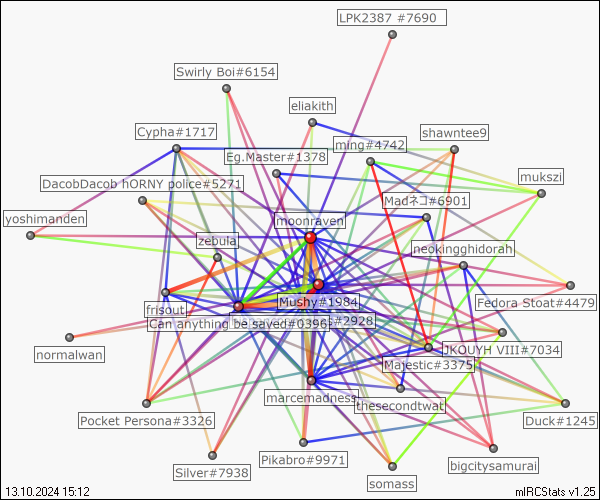 LPK2387 #7690
Swirly Boi#6154
eliakith
Cypha#1717
ming#4742
shawntee9
Eg.Master#1378
DacobDacob hORNY police#5271
mukszi
Madネコ#6901
yoshimanden
moonraven
zebula
neokingghidorah
Mushy#1984
Fedora Stoat#4479
frisout
Can anything be saved#0396
#2928
JKOUYH VIII#7034
normalwan
Majestic#3375
marcemadness
thesecondtwat
Pocket Persona#3326
Duck#1245
Pikabro#9971
Silver#7938
bigcitysamurai
somass
13.10.2024 15:12
mIRCStats v1.25